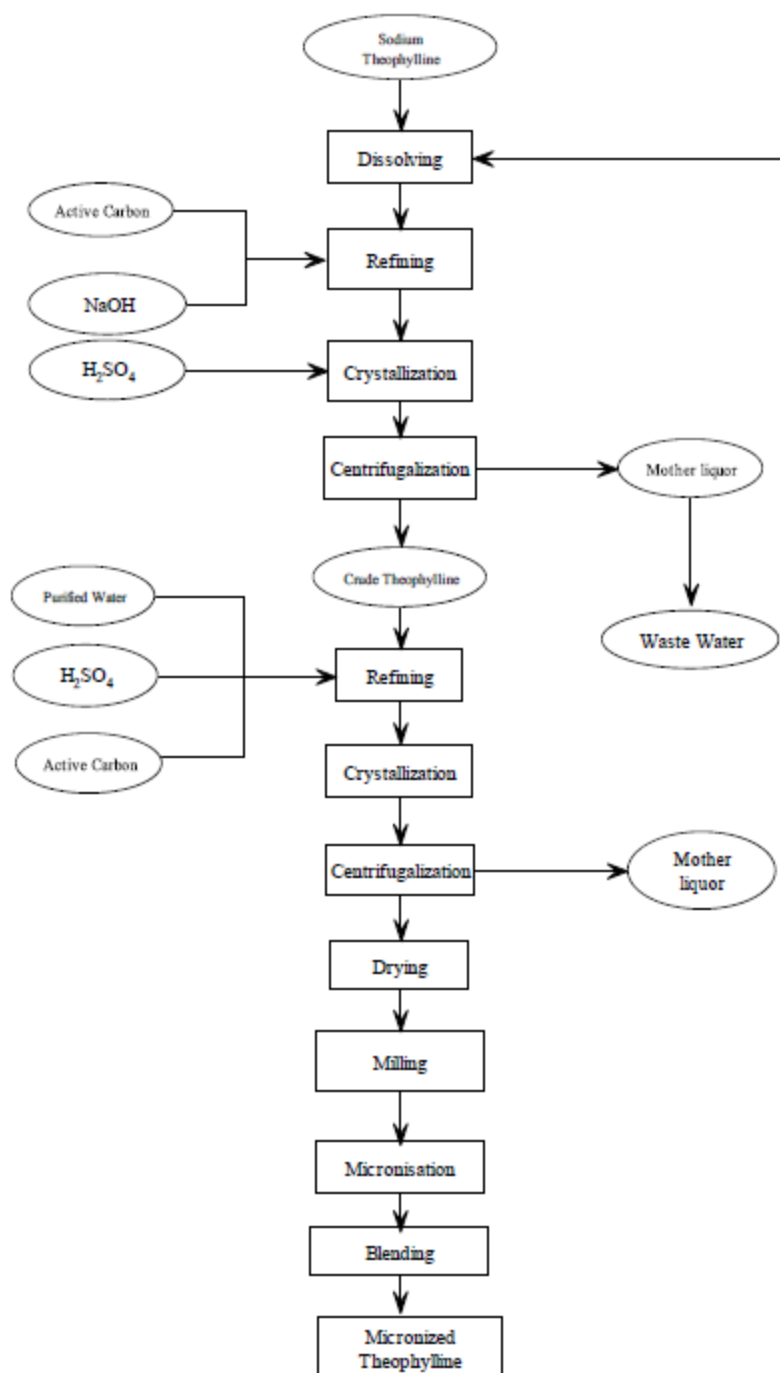 Sodium
Theophylline
Dissolving
Active Carbon
Refining
NaOH
H₂SO₄
Crystallization
Centrifugalization
Mother liquor
Crude Theophylline
Purified Water
Waste Water
H₂SO₄
Refining
Active Carbon
Crystallization
Centrifugalization
Mother
liquor
Drying
Milling
Micronisation
Blending
Micronized
Theophylline